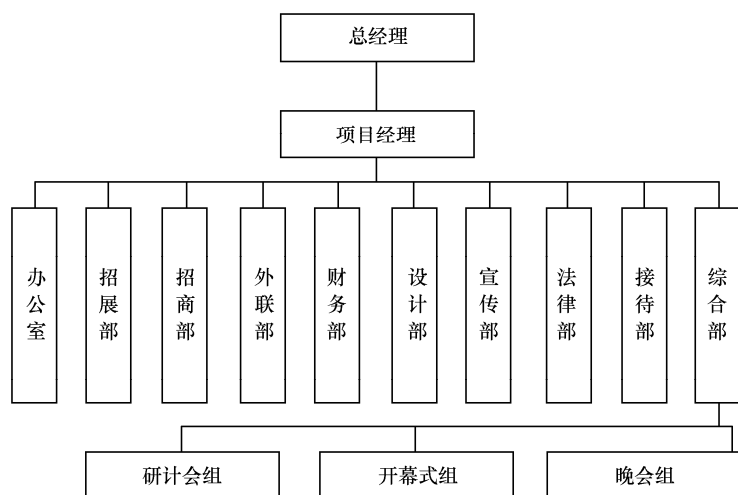 总经理
项目经理
办公室
招展部
招商部
外联部
财务部
设计部
宣传部
法律部
接待部
综合部
研计会组
开幕式组
晚会组